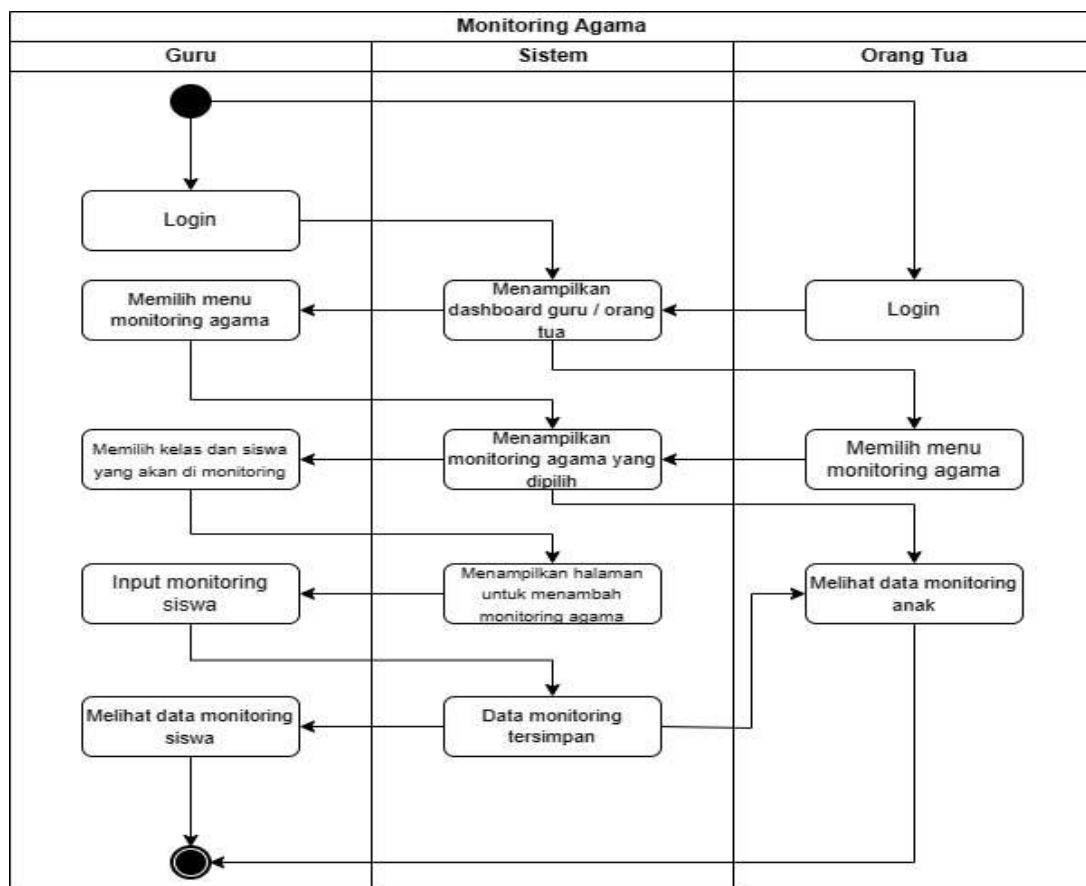 Monitoring Agama
Guru
Sistem
Orang Tua
Login
Memilih menu
monitoring agama
Menampilkan
dashboard guru / orang
tua
Login
Memilih kelas dan siswa
yang akan di monitoring
Menampilkan
monitoring agama yang
dipilih
Memilih menu
monitoring agama
Input monitoring
siswa
Menampilkan halaman
untuk menambah
monitoring agama
Melihat data monitoring
anak
Melihat data monitoring
siswa
Data monitoring
tersimpan